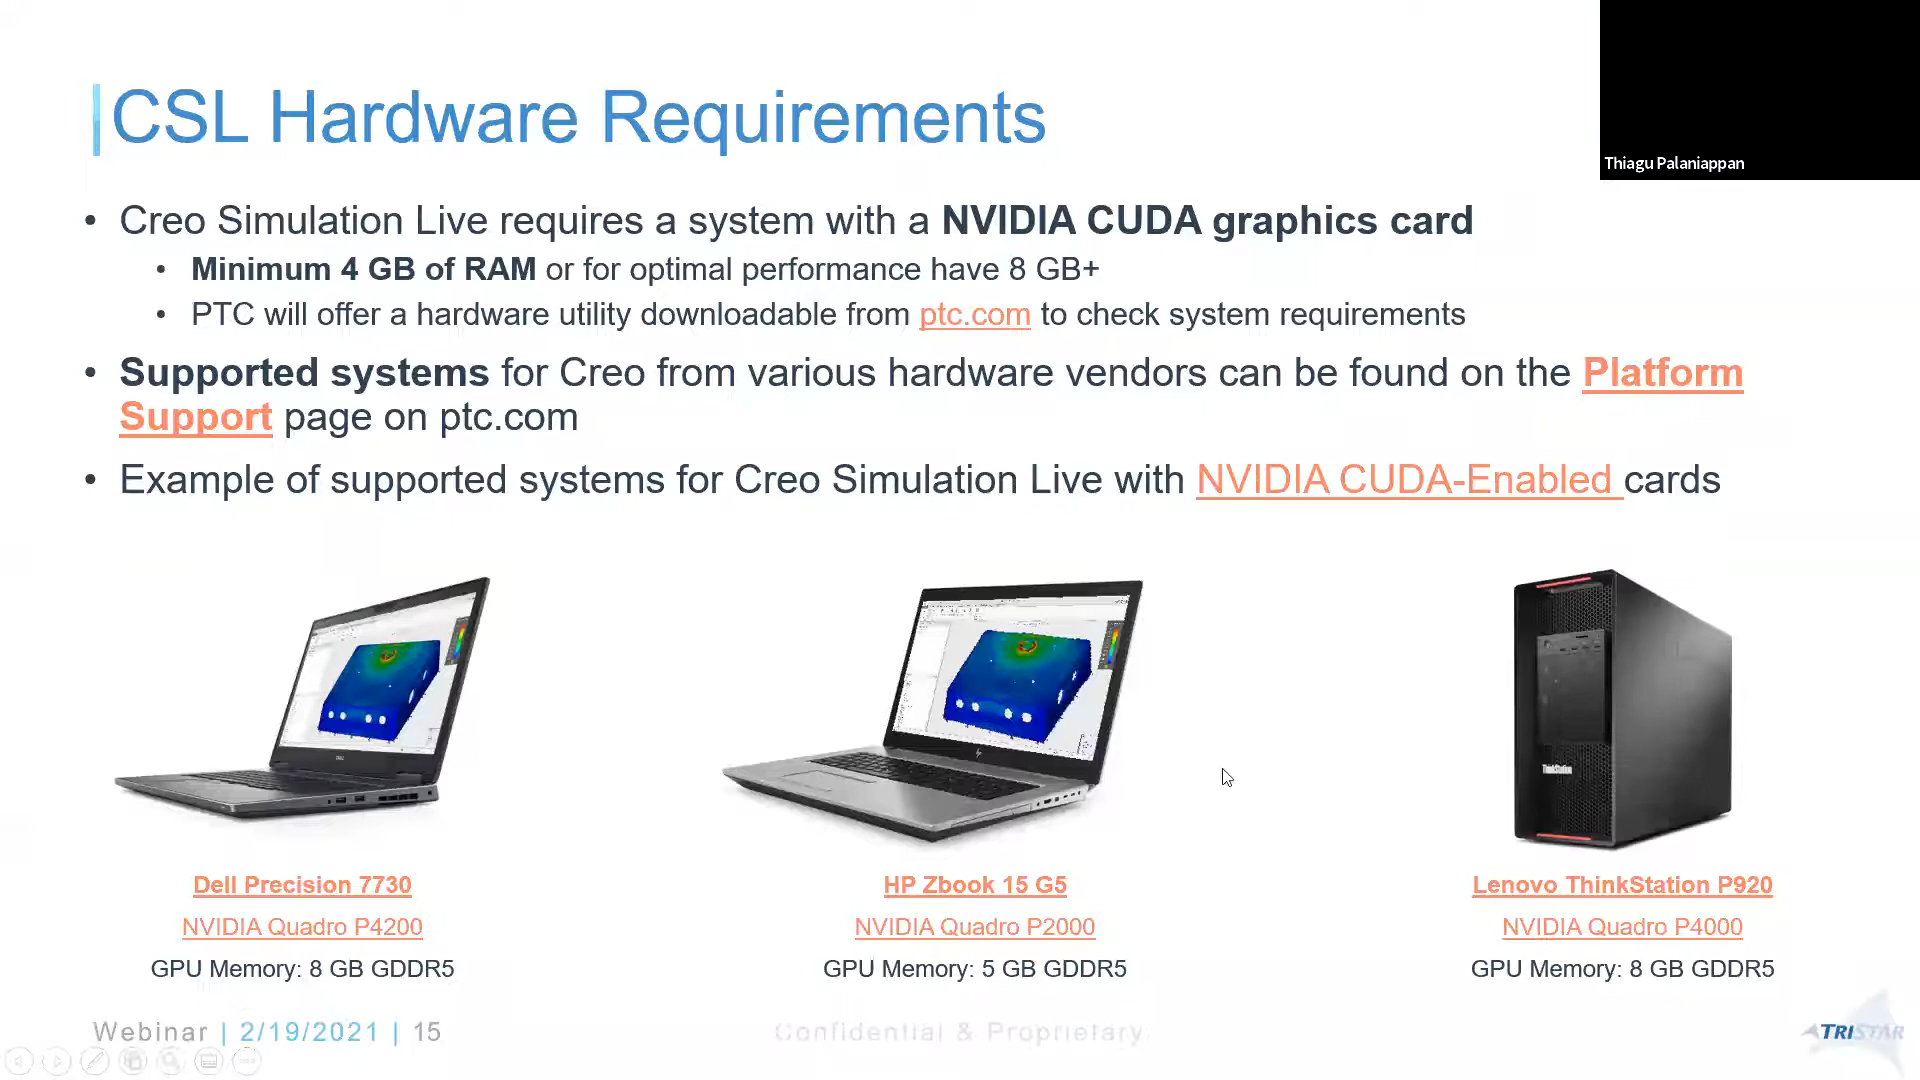 CSL Hardware Requirements
Thiagu Palaniappan
• Creo Simulation Live requires a system with a NVIDIA CUDA graphics card
• Minimum 4 GB of RAM or for optimal performance have 8 GB+
• PTC will offer a hardware utility downloadable from ptc.com to check system requirements
• Supported systems for Creo from various hardware vendors can be found on the Platform
Support page on ptc.com
• Example of supported systems for Creo Simulation Live with NVIDIA CUDA-Enabled cards
ThinkStation
Dell Precision 7730
NVIDIA Quadro P4200
GPU Memory: 8 GB GDDR5
HP Zbook 15 G5
NVIDIA Quadro P2000
GPU Memory: 5 GB GDDR5
Lenovo ThinkStation P920
NVIDIA Quadro P4000
GPU Memory: 8 GB GDDR5
Webinar | 2/19/2021 | 15
Confidential & Proprietary
TRISTAR